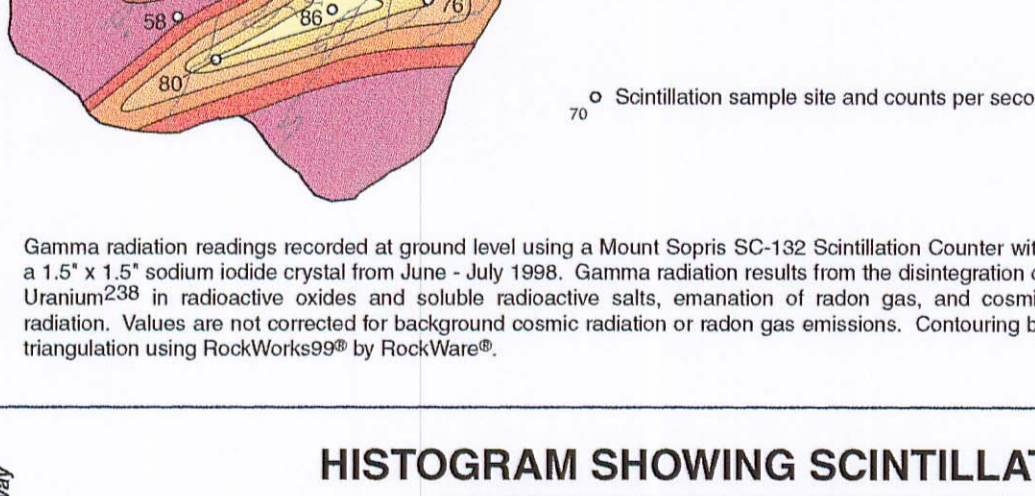 58
86
76
80
Scintillation sample site and counts per
70
Gamma radiation readings recorded at ground level using a Mount Sopris SC-132 Scintillation Counter
a 1.5" x 1.5" sodium iodide crystal from June - July 1998. Gamma radiation results from the disintegration
Uranium238 in radioactive oxides and soluble radioactive salts, emanation of radon gas, and
radiation. Values are not corrected for background cosmic radiation or radon gas emissions. Contouring
triangulation using RockWorks99® by RockWare®.
HISTOGRAM SHOWING